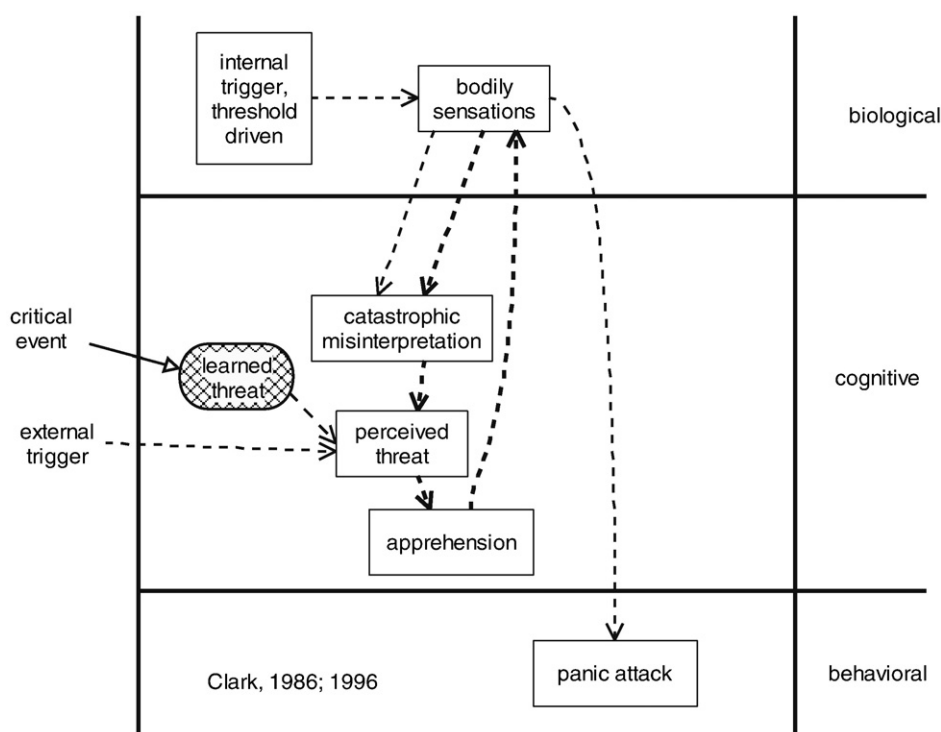 internal
trigger,
threshold
driven
bodily
sensations
biological
catastrophic
misinterpretation
critical
event
learned
threat
cognitive
external
trigger
perceived
threat
apprehension
panic attack
behavioral
Clark, 1986; 1996